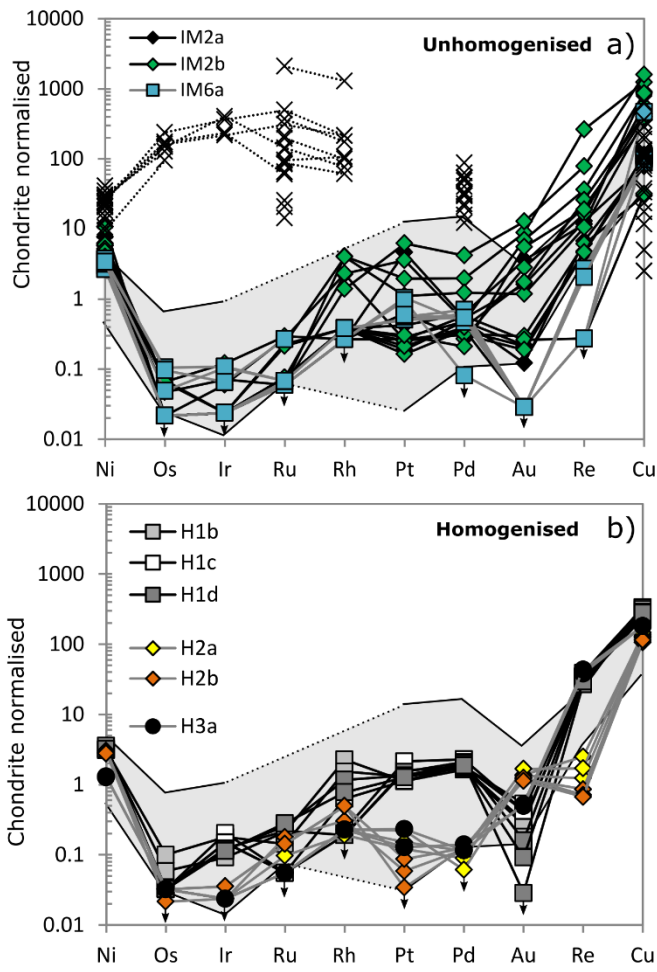 Unhomogenised a)
IM2a
IM2b
IM6a
Chondrite normalised
10000
1000
100
10
1
0.1
0.01
Ni Os Ir Ru Rh Pt Pd Au Re Cu
Homogenised b)
H1b
H1c
H1d
H2a
H2b
H3a
Chondrite normalised
10000
1000
100
10
1
0.1
0.01
Ni Os Ir Ru Rh Pt Pd Au Re Cu